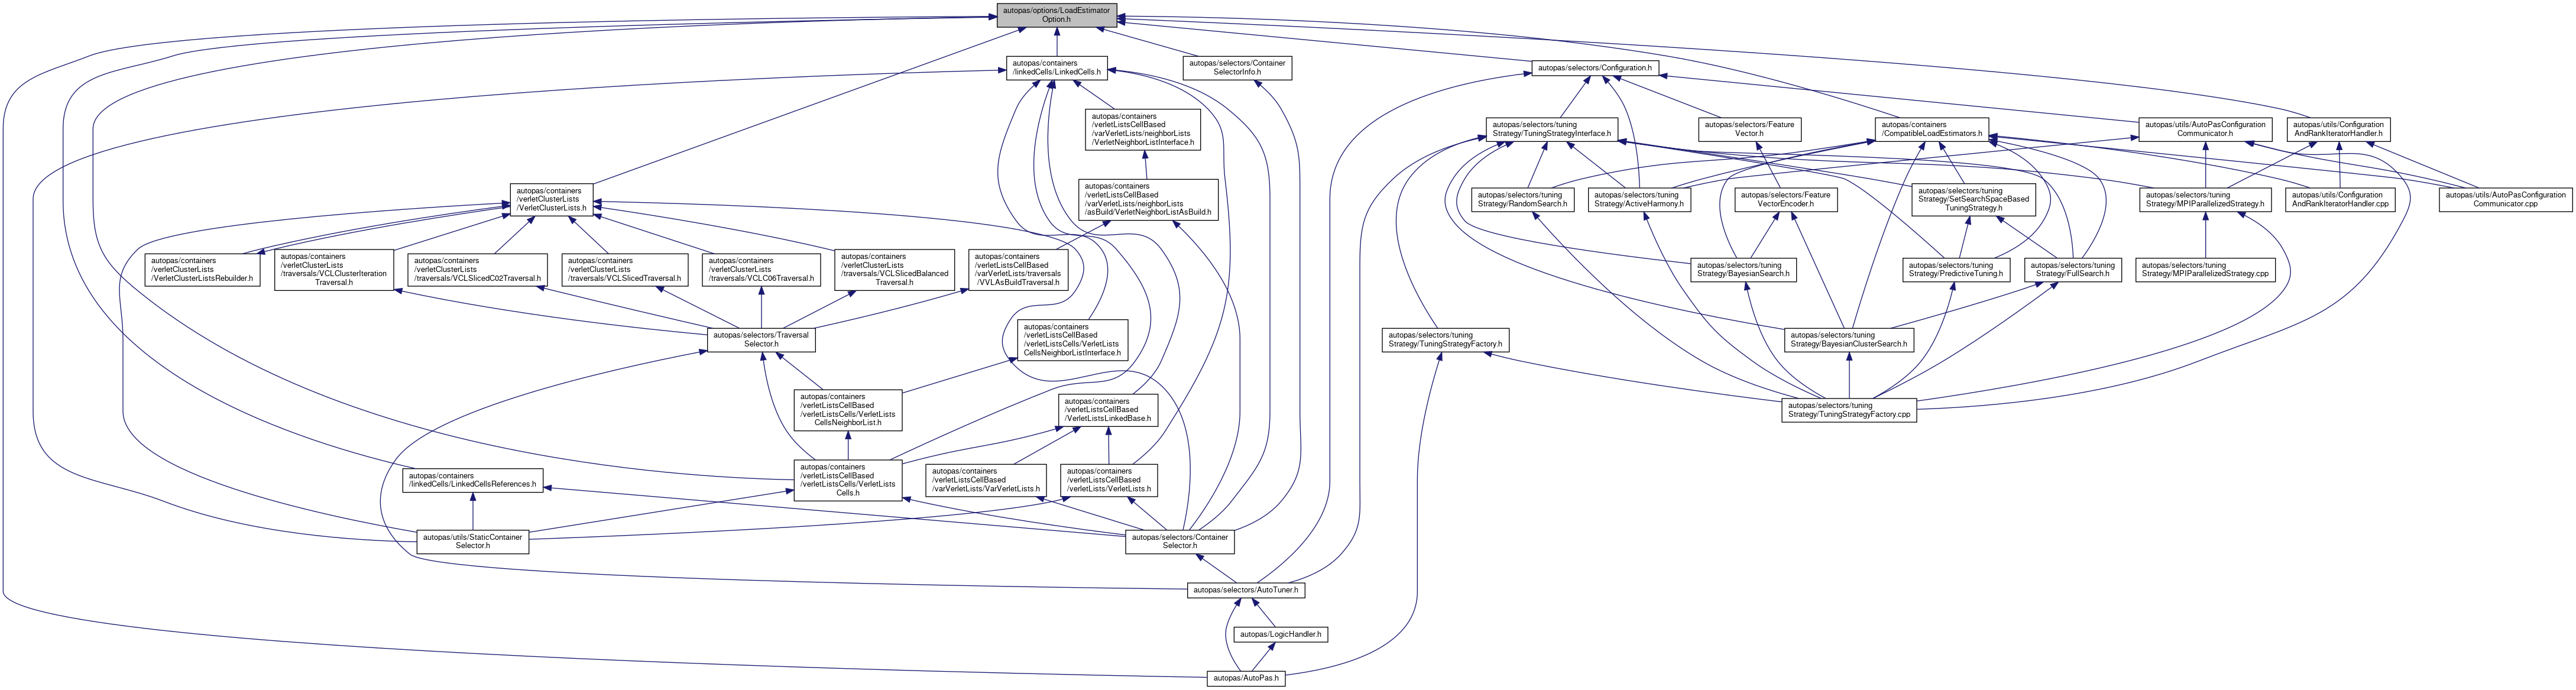 autopas/options/LoadEstimator
Option.h
autopas/containers
/linkedCells/LinkedCells.h
autopas/selectors/Container
SelectorInfo.h
autopas/selectors/Configuration.h
autopas/containers
/verletListsCellBased
/varVerletLists/neighborLists
/VerletNeighborListInterface.h
autopas/selectors/tuning
Strategy/TuningStrategyInterface.h
autopas/selectors/Feature
Vector.h
autopas/containers
/CompatibleLoadEstimators.h
autopas/utils/AutoPasConfiguration
Communicator.h
autopas/utils/Configuration
AndRankIteratorHandler.h
autopas/containers
/verletClusterLists
/VerletClusterLists.h
autopas/containers
/verletListsCellBased
/varVerletLists/neighborLists
/asBuild/VerletNeighborListAsBuild.h
autopas/selectors/tuning
Strategy/RandomSearch.h
autopas/selectors/tuning
Strategy/ActiveHarmony.h
autopas/selectors/Feature
VectorEncoder.h
autopas/selectors/tuning
Strategy/SetSearchSpaceBased
TuningStrategy.h
autopas/selectors/tuning
Strategy/MPIParallelizedStrategy.h
autopas/utils/Configuration
AndRankIteratorHandler.cpp
autopas/utils/AutoPasConfiguration
Communicator.cpp
autopas/containers
/verletClusterLists
/VerletClusterListsRebuilder.h
autopas/containers
/verletClusterLists
/traversals/VCLClusterIteration
Traversal.h
autopas/containers
/verletClusterLists
/traversals/VCLSlicedC02Traversal.h
autopas/containers
/verletClusterLists
/traversals/VCLSlicedTraversal.h
autopas/containers
/verletClusterLists
/traversals/VCLC06Traversal.h
autopas/containers
/verletClusterLists
/traversals/VCLSlicedBalanced
Traversal.h
autopas/containers
/verletListsCellBased
/varVerletLists/traversals
/VVLAsBuildTraversal.h
autopas/selectors/tuning
Strategy/BayesianSearch.h
autopas/selectors/tuning
Strategy/PredictiveTuning.h
autopas/selectors/tuning
Strategy/FullSearch.h
autopas/selectors/tuning
Strategy/MPIParallelizedStrategy.cpp
autopas/selectors/Traversal
Selector.h
autopas/containers
/verletListsCellBased
/verletListsCells/VerletLists
CellsNeighborListInterface.h
autopas/selectors/tuning
Strategy/TuningStrategyFactory.h
autopas/selectors/tuning
Strategy/BayesianClusterSearch.h
autopas/containers
/verletListsCellBased
/verletListsCells/VerletLists
CellsNeighborList.h
autopas/containers
/verletListsCellBased
/VerletListsLinkedBase.h
autopas/selectors/tuning
Strategy/TuningStrategyFactory.cpp
autopas/containers
/linkedCells/LinkedCellsReferences.h
autopas/containers
/verletListsCellBased
/verletListsCells/VerletLists
Cells.h
autopas/containers
/verletListsCellBased
/varVerletLists/VarVerletLists.h
autopas/containers
/verletListsCellBased
/verletLists/VerletLists.h
autopas/utils/StaticContainer
Selector.h
autopas/selectors/Container
Selector.h
autopas/selectors/AutoTuner.h
autopas/LogicHandler.h
autopas/AutoPas.h